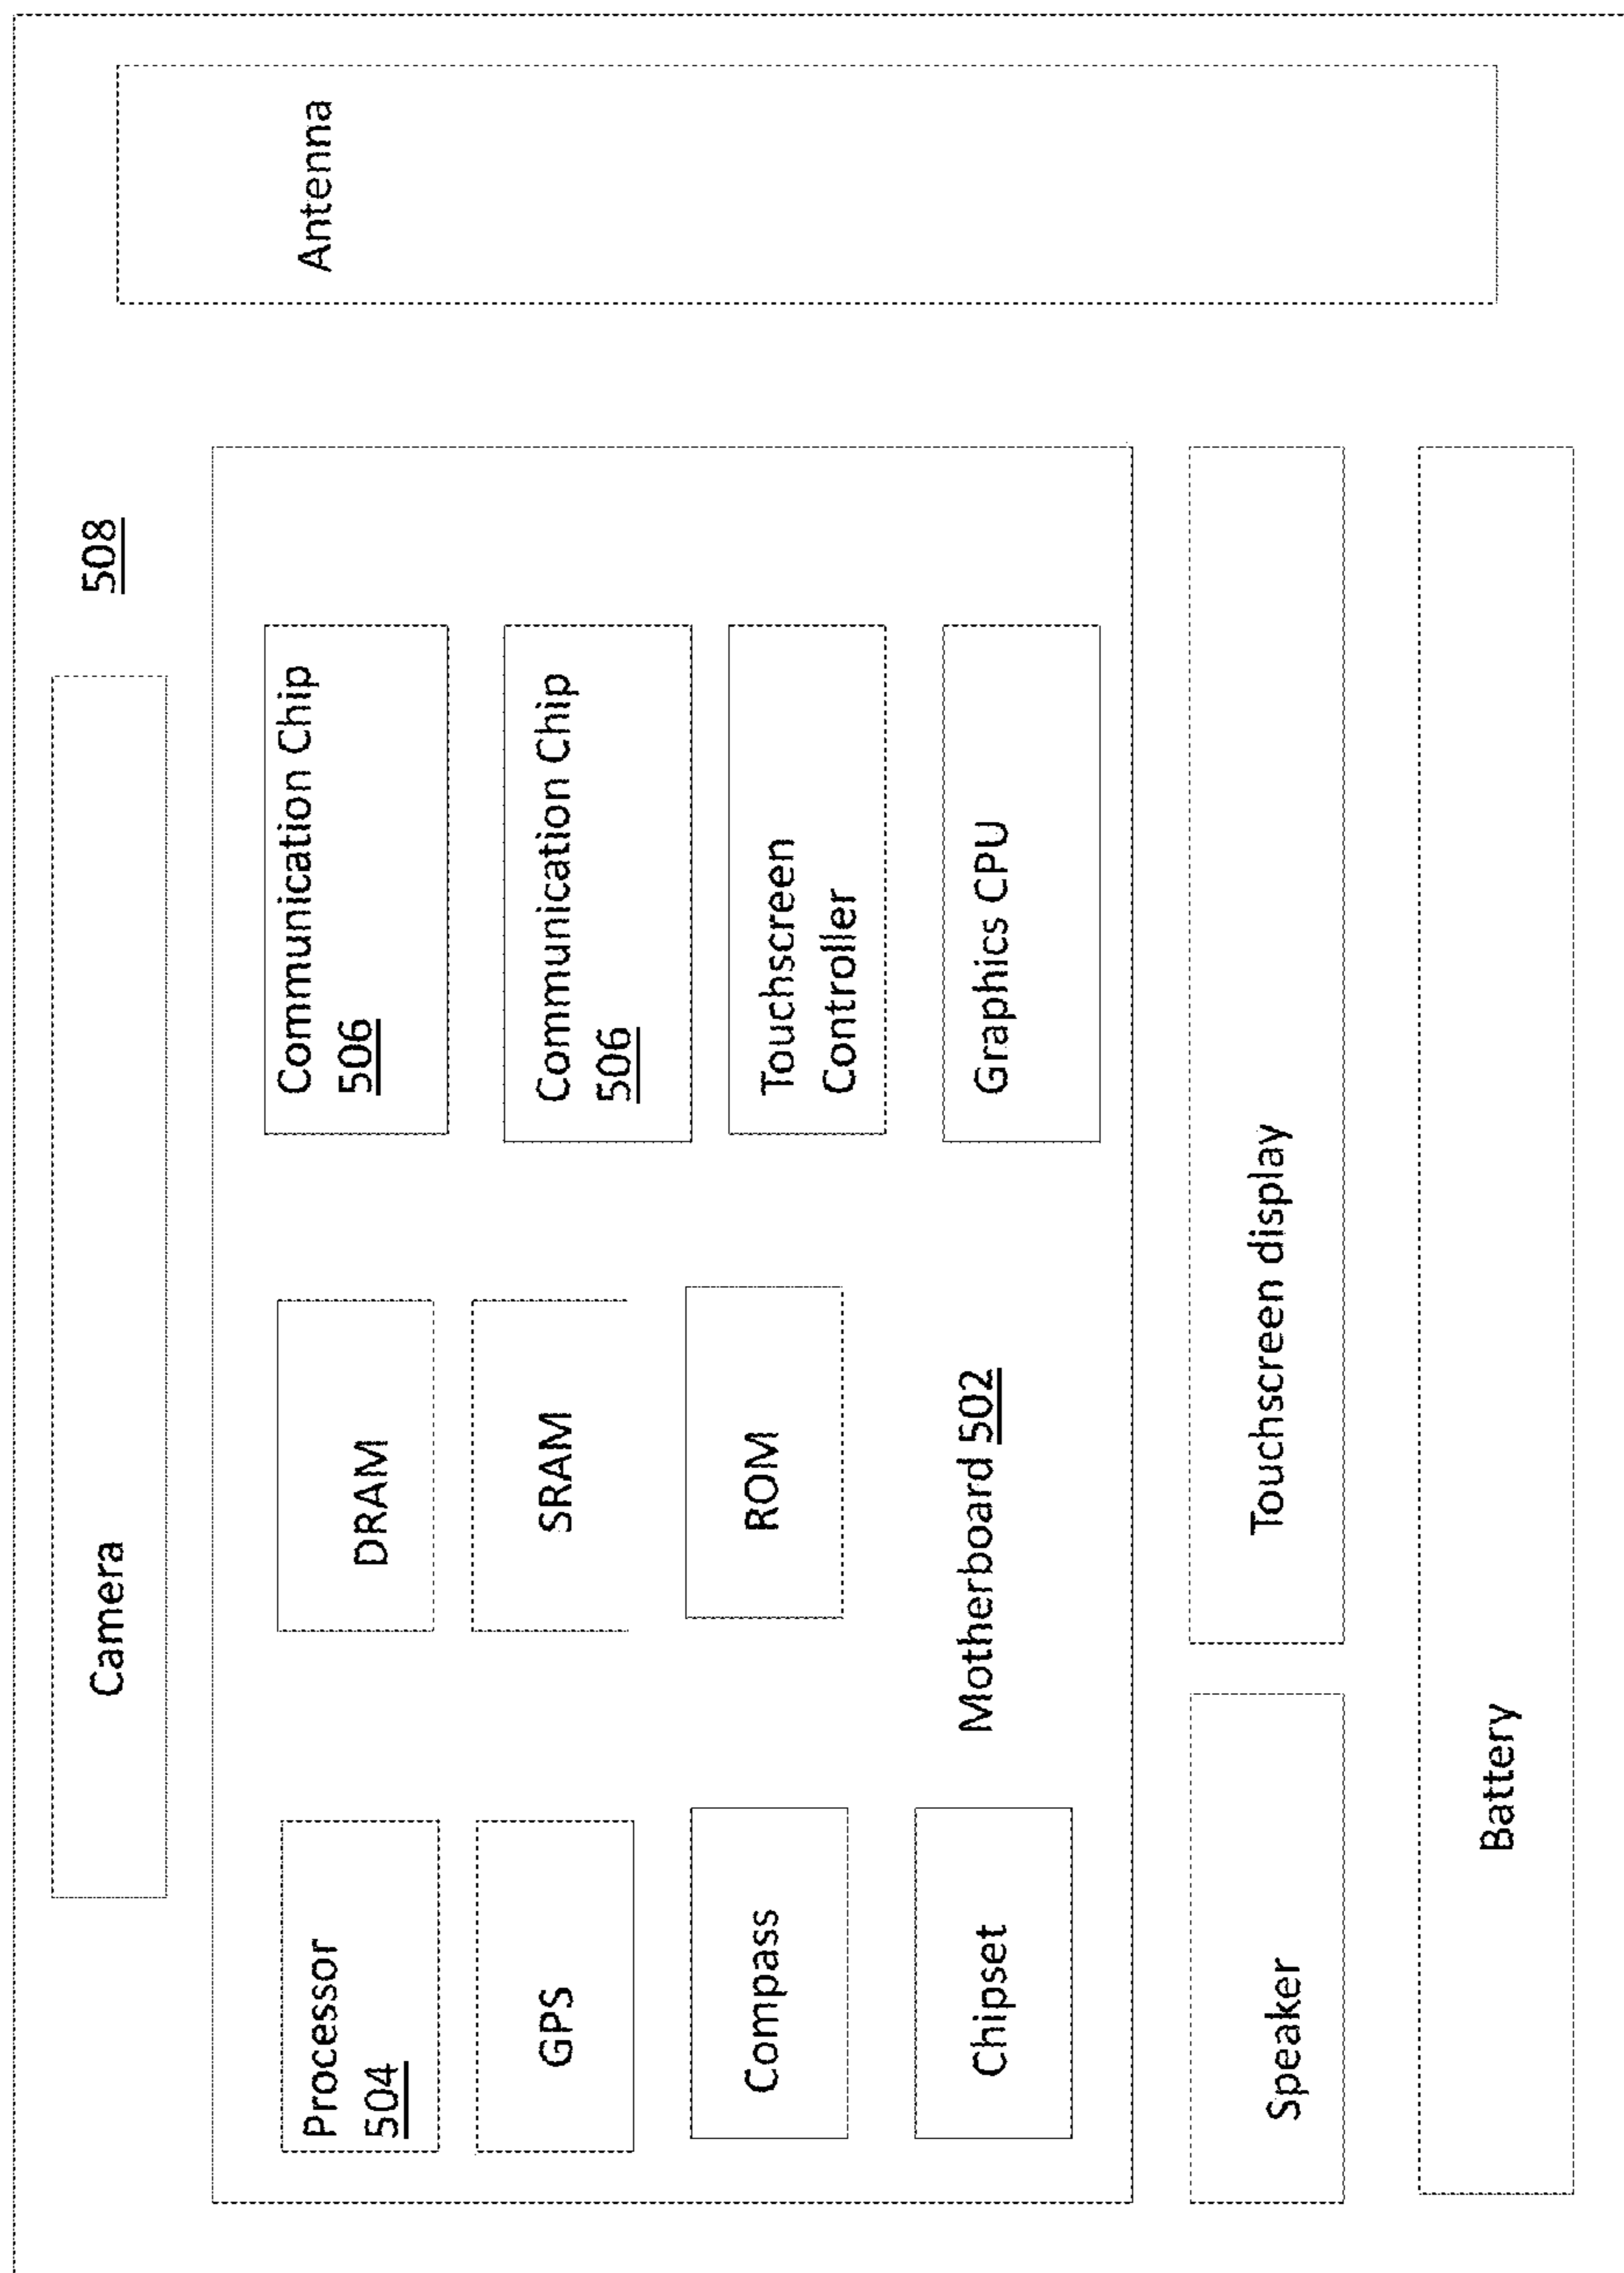 Camera
508
Antenna
Processor
504
GPS
Compass
Chipset
DRAM
SRAM
ROM
Motherboard 502
Communication Chip
506
Communication Chip
506
Touchscreen
Controller
Graphics CPU
Speaker
Touchscreen display
Battery